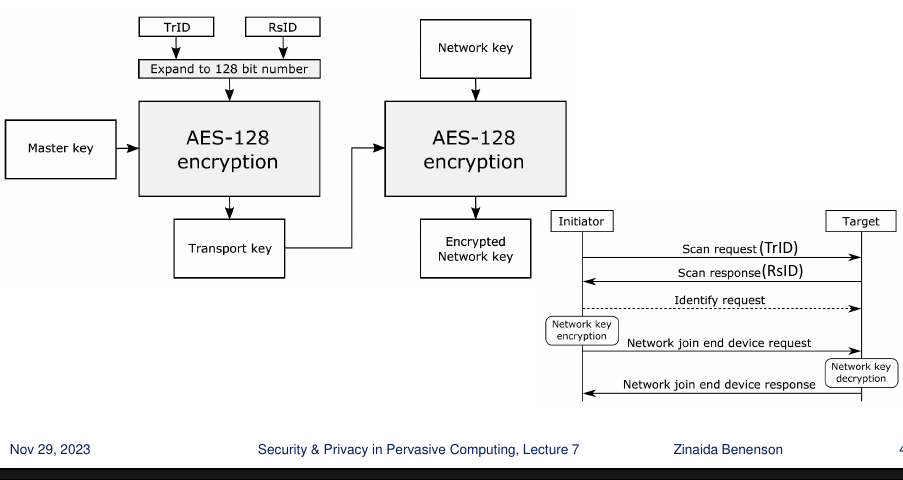 TrID
RsID
Expand to 128 bit number
Network key
Master key
AES-128
encryption
AES-128
encryption
Transport key
Encrypted
Network key
Initiator
Target
Scan request (TrID)
Scan response (RsID)
Identify request
Network key
encryption
Network join end device request
Network key
decryption
Network join end device response
Nov 29, 2023
Security & Privacy in Pervasive Computing, Lecture 7
Zinaida Benenson